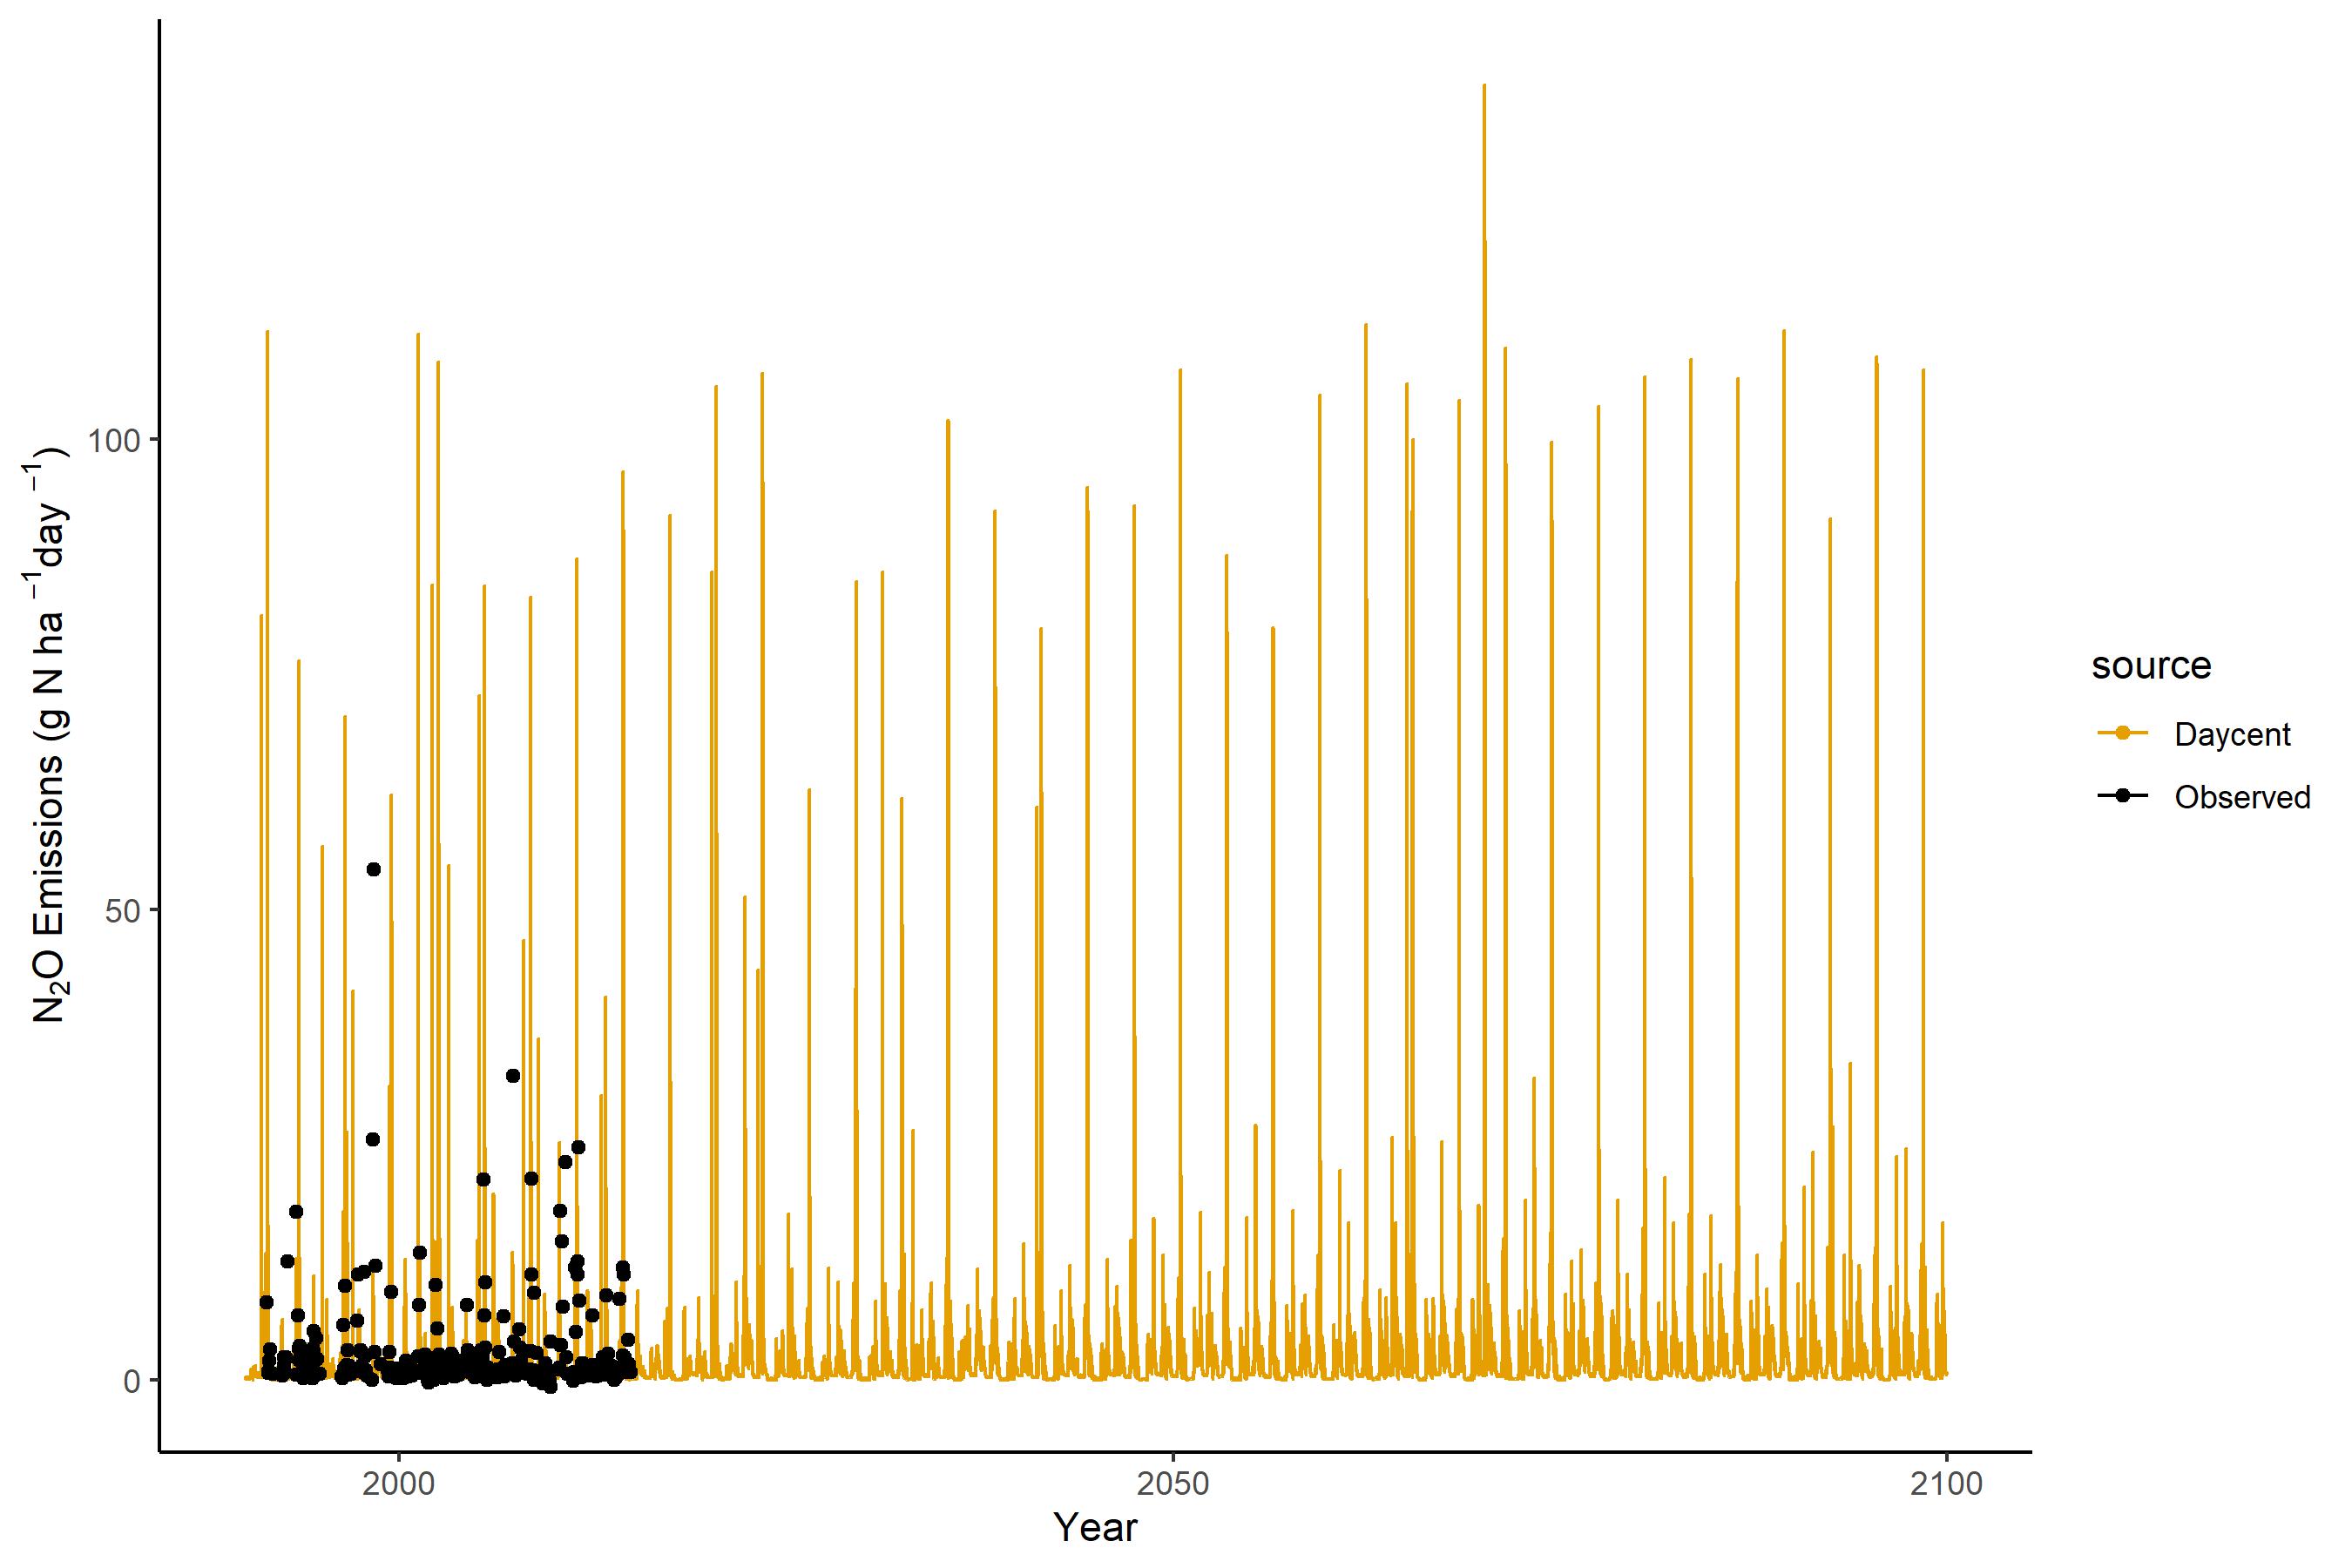 N₂O Emissions (g N ha ⁻¹day ⁻¹)
100
50
0
2000
2050
2100
Year
source
Daycent
Observed